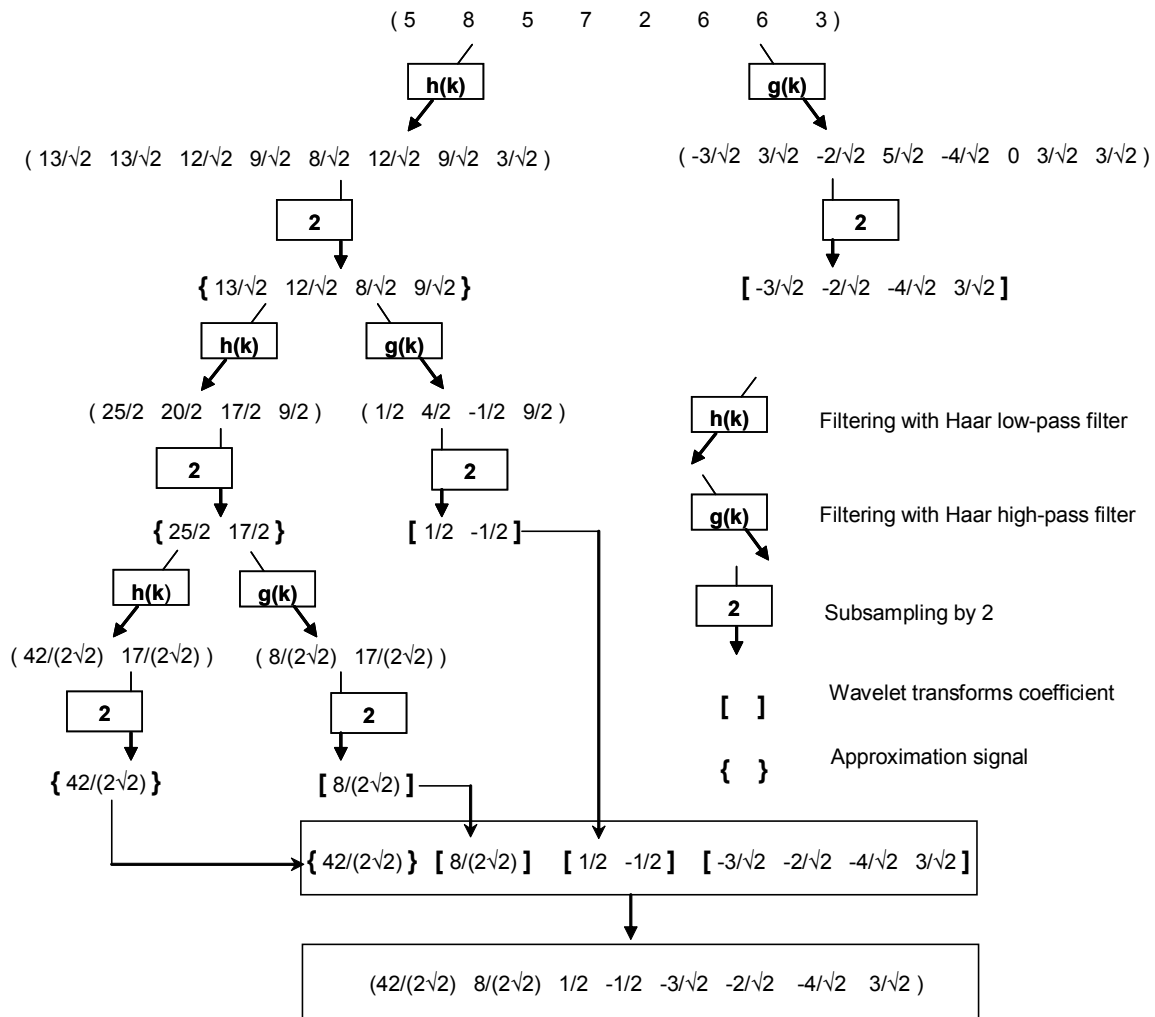 ( 5 8 5 7 2 6 6 3 )
h(k) g(k)
( 13/√2 13/√2 12/√2 9/√2 8/√2 12/√2 9/√2 3/√2 )
( -3/√2 3/√2 -2/√2 5/√2 -4/√2 0 3/√2 3/√2 )
2 2
{ 13/√2 12/√2 8/√2 9/√2 }
[ -3/√2 -2/√2 -4/√2 3/√2 ]
h(k) g(k)
( 25/2 20/2 17/2 9/2 ) ( 1/2 4/2 -1/2 9/2 )
2 2
{ 25/2 17/2 } [ 1/2 -1/2 ]
h(k) g(k)
( 42/(2√2) 17/(2√2) ) ( 8/(2√2) 17/(2√2) )
2 2
{ 42/(2√2) } [ 8/(2√2) ]
h(k) Filtering with Haar low-pass filter
g(k) Filtering with Haar high-pass filter
2 Subsampling by 2
[ ] Wavelet transforms coefficient
{ } Approximation signal
{ 42/(2√2) } [ 8/(2√2) ] [ 1/2 -1/2 ] [ -3/√2 -2/√2 -4/√2 3/√2 ]
(42/(2√2) 8/(2√2) 1/2 -1/2 -3/√2 -2/√2 -4/√2 3/√2 )